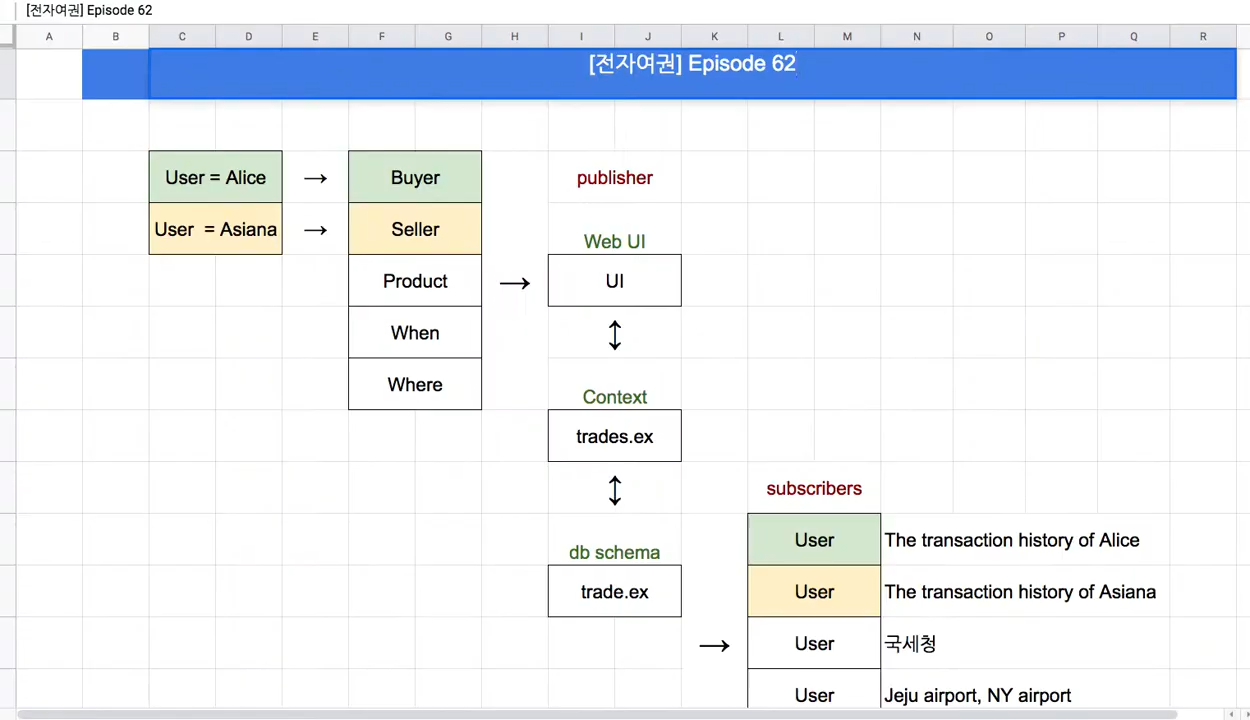 [전자여권] Episode 62
A B C D E F G H I J K L M N O P Q R
[전자여권] Episode 62
User = Alice → Buyer
User = Asiana → Seller
Product →
When
Where
publisher
Web UI
UI
↕
Context
trades.ex
↕
db schema
trade.ex
→
subscribers
User The transaction history of Alice
User The transaction history of Asiana
User 국세청
User Jeju airport, NY airport